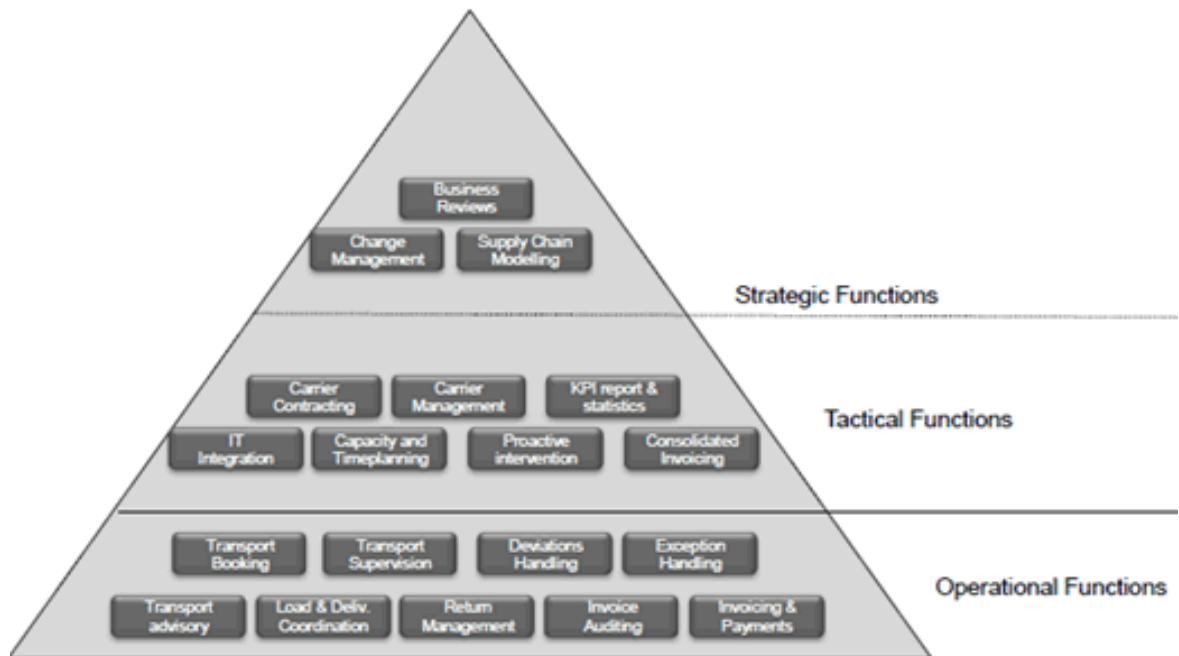 Business
Reviews
Change
Management
Supply Chain
Modelling
Strategic Functions
Carrier
Contracting
Carrier
Management
KPI report &
statistics
Tactical Functions
IT
Integration
Capacity and
Timeplanning
Proactive
intervention
Consolidated
Invoicing
Transport
Booking
Transport
Supervision
Deviations
Handling
Exception
Handling
Operational Functions
Transport
advisory
Load & Deliv.
Coordination
Return
Management
Invoice
Auditing
Invoicing &
Payments